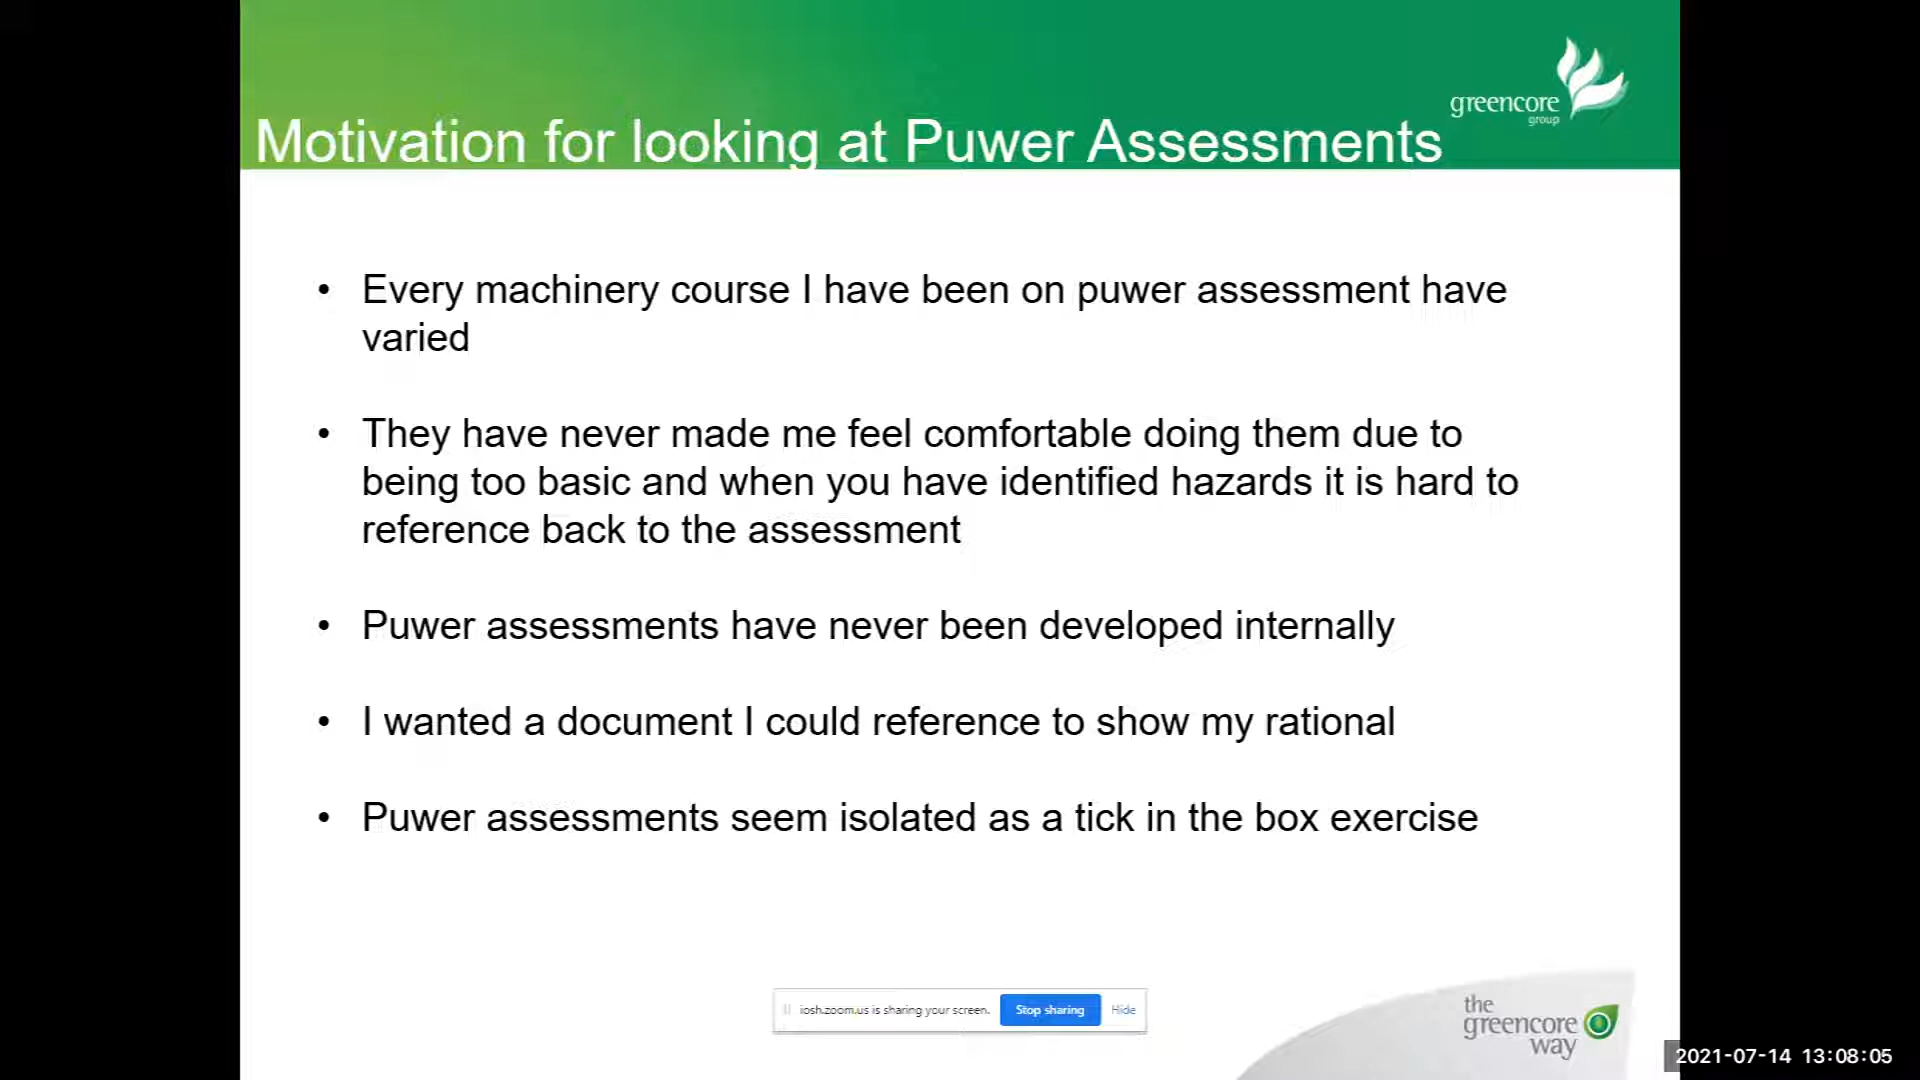 greencore
group
Motivation for looking at Puwer Assessments
• Every machinery course I have been on puwer assessment have
varied
• They have never made me feel comfortable doing them due to
being too basic and when you have identified hazards it is hard to
reference back to the assessment
• Puwer assessments have never been developed internally
• I wanted a document I could reference to show my rational
• Puwer assessments seem isolated as a tick in the box exercise
iosh.zoom.us is sharing your screen. Stop sharing Hide
the
greencore
way
2021-07-14 13:08:05